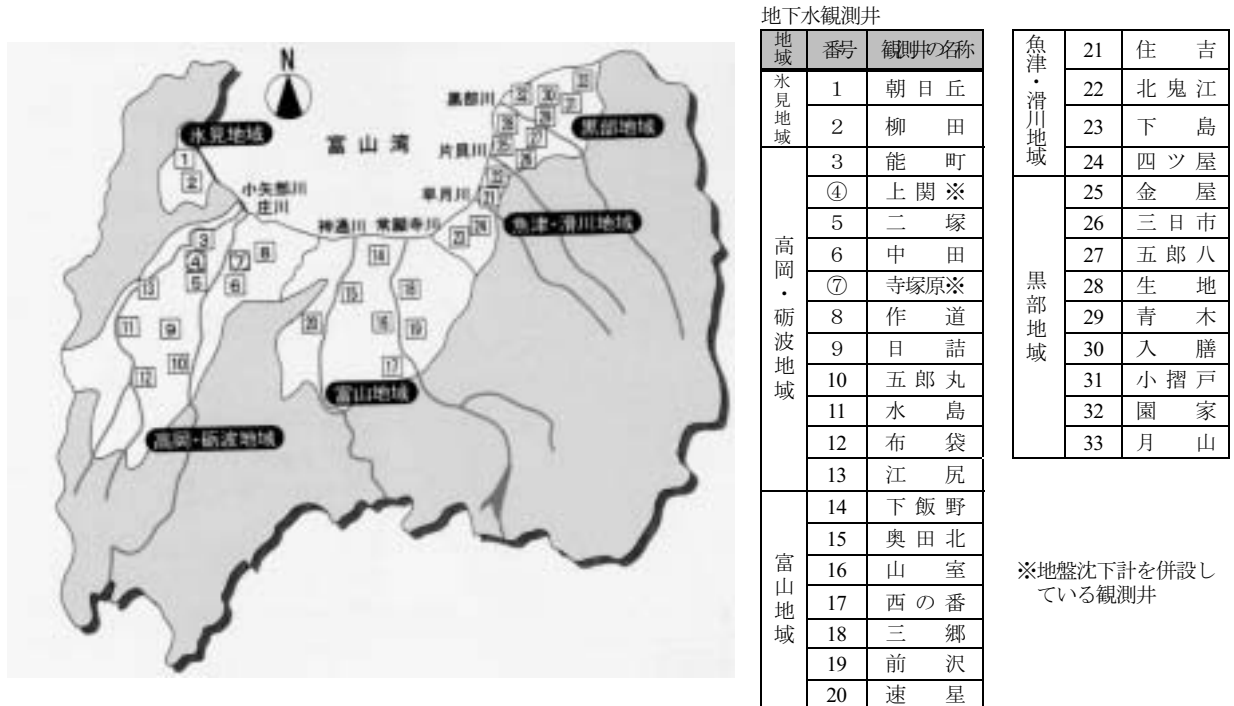 地下水観測井
地域 番号 観測井の名称
氷見地域
1 朝日丘
2 柳田
高岡・砺波地域
3 能町
④ 上関※
5 二塚
6 中田
⑦ 寺塚原※
8 作道
9 日詰
10 五郎丸
11 水島
12 布袋
13 江尻
富山地域
14 下飯野
15 奥田北
16 山室
17 西の番
18 三郷
19 前沢
20 速星
魚津・滑川地域
21 住吉
22 北鬼江
23 下島
24 四ツ屋
黒部地域
25 金屋
26 三日市
27 五郎八
28 生地
29 青木
30 入膳
31 小摺戸
32 園家
33 月山
※地盤沈下計を併設し
ている観測井
N
富山湾
氷見地域
1
2
小矢部川
庄川
神通川
常願寺川
早月川
片貝川
黒部川
黒部地域
魚津・滑川地域
富山地域
高岡・砺波地域
3
4
5
6
7
8
9
10
11
12
13
14
15
16
17
18
19
20
21
22
23
24
25
26
27
28
29
30
31
32
33